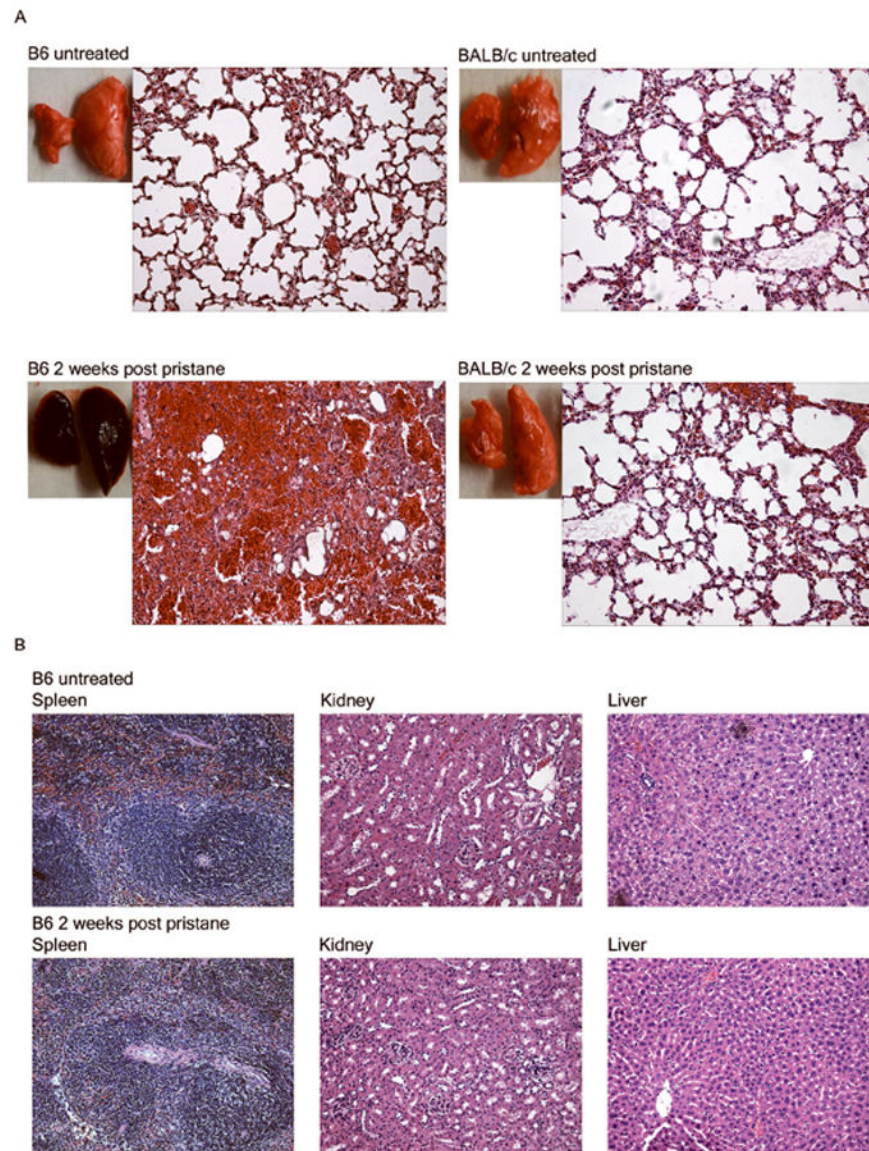 A
B6 untreated
BALB/c untreated
B6 2 weeks post pristane
BALB/c 2 weeks post pristane
B
B6 untreated
Spleen
Kidney
Liver
B6 2 weeks post pristane
Spleen
Kidney
Liver